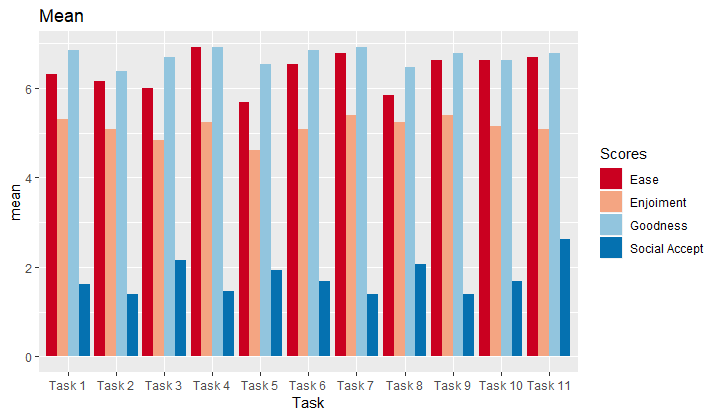 Mean
mean
6
4
2
0
Task 1 Task 2 Task 3 Task 4 Task 5 Task 6 Task 7 Task 8 Task 9 Task 10 Task 11
Task
Scores
Ease
Enjoiment
Goodness
Social Accept